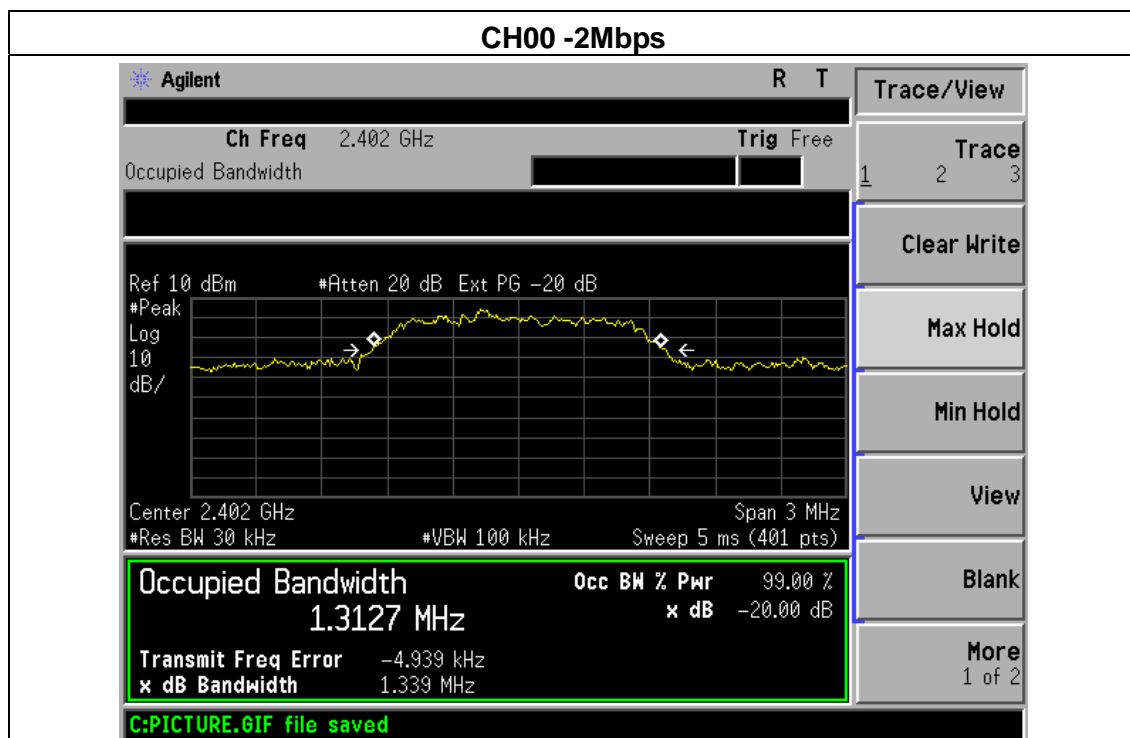 CH00 -2Mbps
Agilent R T
Trace/View
Ch Freq 2.402 GHz Trig Free
Occupied Bandwidth
Trace
1 2 3
Clear Write
Ref 10 dBm #Atten 20 dB Ext PG −20 dB
#Peak
Log
10
dB/
Max Hold
Min Hold
View
Center 2.402 GHz Span 3 MHz
#Res BW 30 kHz #VBW 100 kHz Sweep 5 ms (401 pts)
Occupied Bandwidth Occ BW % Pwr 99.00 %
1.3127 MHz x dB −20.00 dB
Blank
Transmit Freq Error −4.939 kHz
x dB Bandwidth 1.339 MHz
More
1 of 2
C:PICTURE.GIF file saved